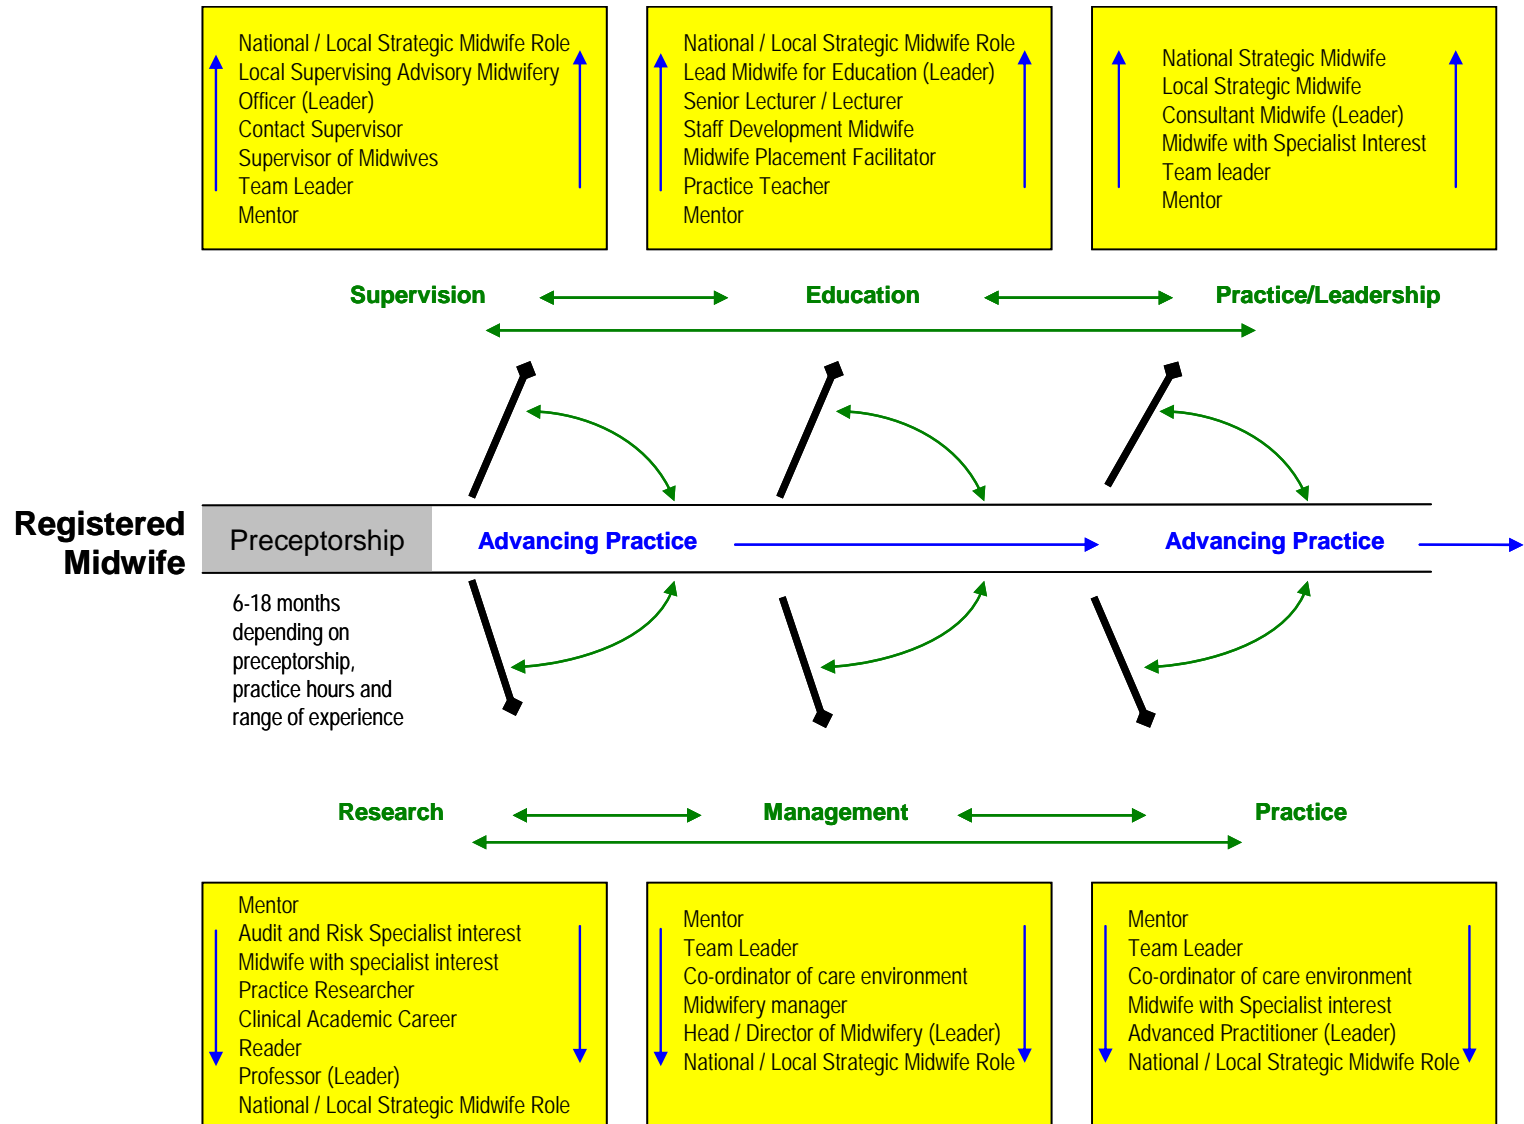 National / Local Strategic Midwife Role
Local Supervising Advisory Midwifery
Officer (Leader)
Contact Supervisor
Supervisor of Midwives
Team Leader
Mentor
National / Local Strategic Midwife Role
Lead Midwife for Education (Leader)
Senior Lecturer / Lecturer
Staff Development Midwife
Midwife Placement Facilitator
Practice Teacher
Mentor
National Strategic Midwife
Local Strategic Midwife
Consultant Midwife (Leader)
Midwife with Specialist Interest
Team leader
Mentor
Supervision
Education
Practice/Leadership
Registered
Midwife
Preceptorship
Advancing Practice
Advancing Practice
6-18 months
depending on
preceptorship,
practice hours and
range of experience
Research
Management
Practice
Mentor
Audit and Risk Specialist interest
Midwife with specialist interest
Practice Researcher
Clinical Academic Career
Reader
Professor (Leader)
National / Local Strategic Midwife Role
Mentor
Team Leader
Co-ordinator of care environment
Midwifery manager
Head / Director of Midwifery (Leader)
National / Local Strategic Midwife Role
Mentor
Team Leader
Co-ordinator of care environment
Midwife with Specialist interest
Advanced Practitioner (Leader)
National / Local Strategic Midwife Role